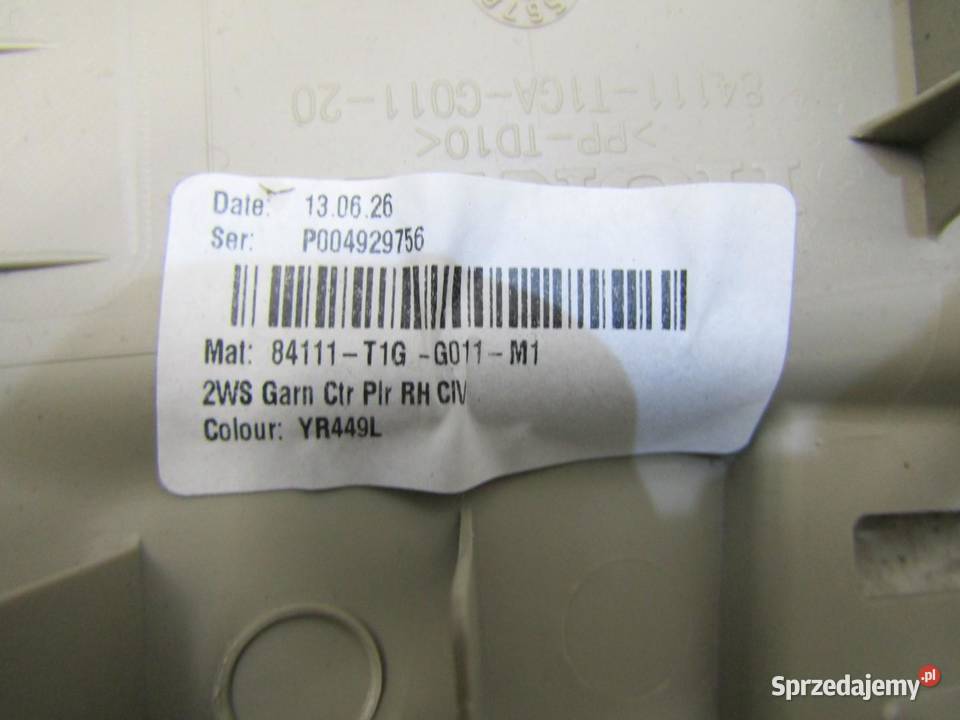 84111-T1GA-G011-20
>PP-TD10<
Date: 13.06.26
Ser: P004929756
Mat: 84111-T1G -G011-M1
2WS Garn Ctr Plr RH CIV
Colour: YR449L
Sprzedajemy.pl